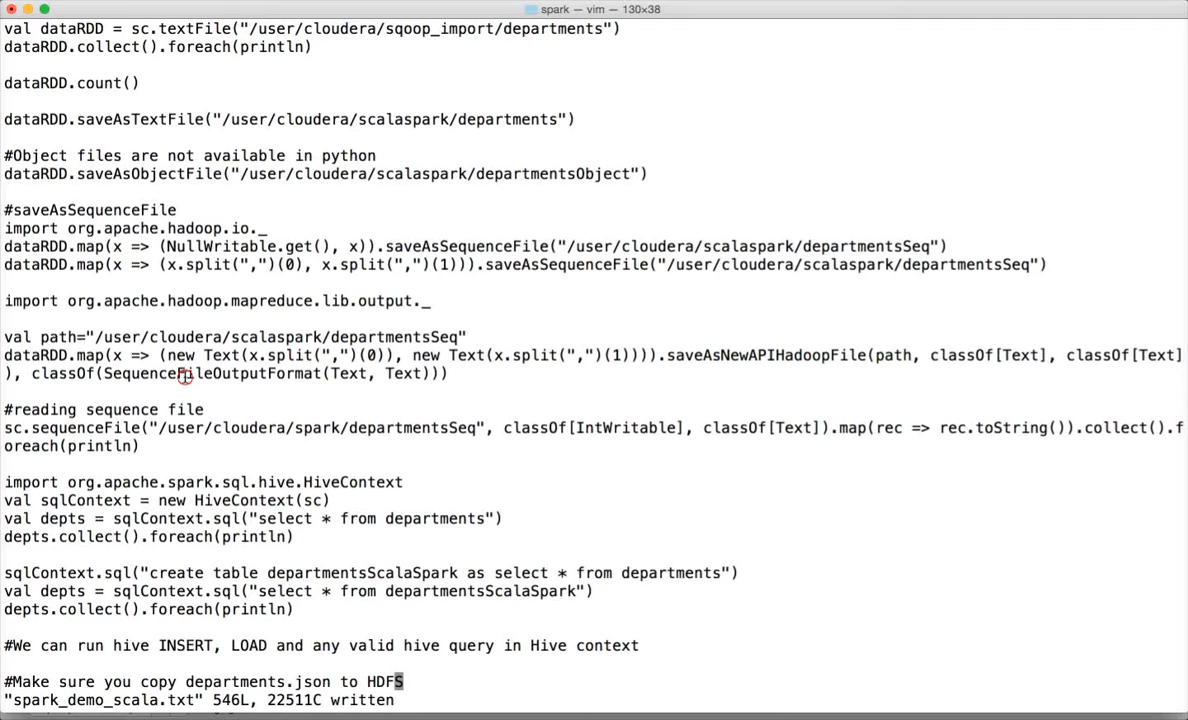 spark — vim — 130×38
val dataRDD = sc.textFile("/user/cloudera/sqoop_import/departments")
dataRDD.collect().foreach(println)
dataRDD.count()
dataRDD.saveAsTextFile("/user/cloudera/scalaspark/departments")
#Object files are not available in python
dataRDD.saveAsObjectFile("/user/cloudera/scalaspark/departmentsObject")
#saveAsSequenceFile
import org.apache.hadoop.io._
dataRDD.map(x => (NullWritable.get(), x)).saveAsSequenceFile("/user/cloudera/scalaspark/departmentsSeq")
dataRDD.map(x => (x.split(",")(0), x.split(",")(1))).saveAsSequenceFile("/user/cloudera/scalaspark/departmentsSeq")
import org.apache.hadoop.mapreduce.lib.output._
val path="/user/cloudera/scalaspark/departmentsSeq"
dataRDD.map(x => (new Text(x.split(",")(0)), new Text(x.split(",")(1)))).saveAsNewAPIHadoopFile(path, classOf[Text], classOf[Text]
), classOf(SequenceFileOutputFormat(Text, Text)))
#reading sequence file
sc.sequenceFile("/user/cloudera/spark/departmentsSeq", classOf[IntWritable], classOf[Text]).map(rec => rec.toString()).collect().f
oreach(println)
import org.apache.spark.sql.hive.HiveContext
val sqlContext = new HiveContext(sc)
val depts = sqlContext.sql("select * from departments")
depts.collect().foreach(println)
sqlContext.sql("create table departmentsScalaSpark as select * from departments")
val depts = sqlContext.sql("select * from departmentsScalaSpark")
depts.collect().foreach(println)
#We can run hive INSERT, LOAD and any valid hive query in Hive context
#Make sure you copy departments.json to HDFS
"spark_demo_scala.txt" 546L, 22511C written